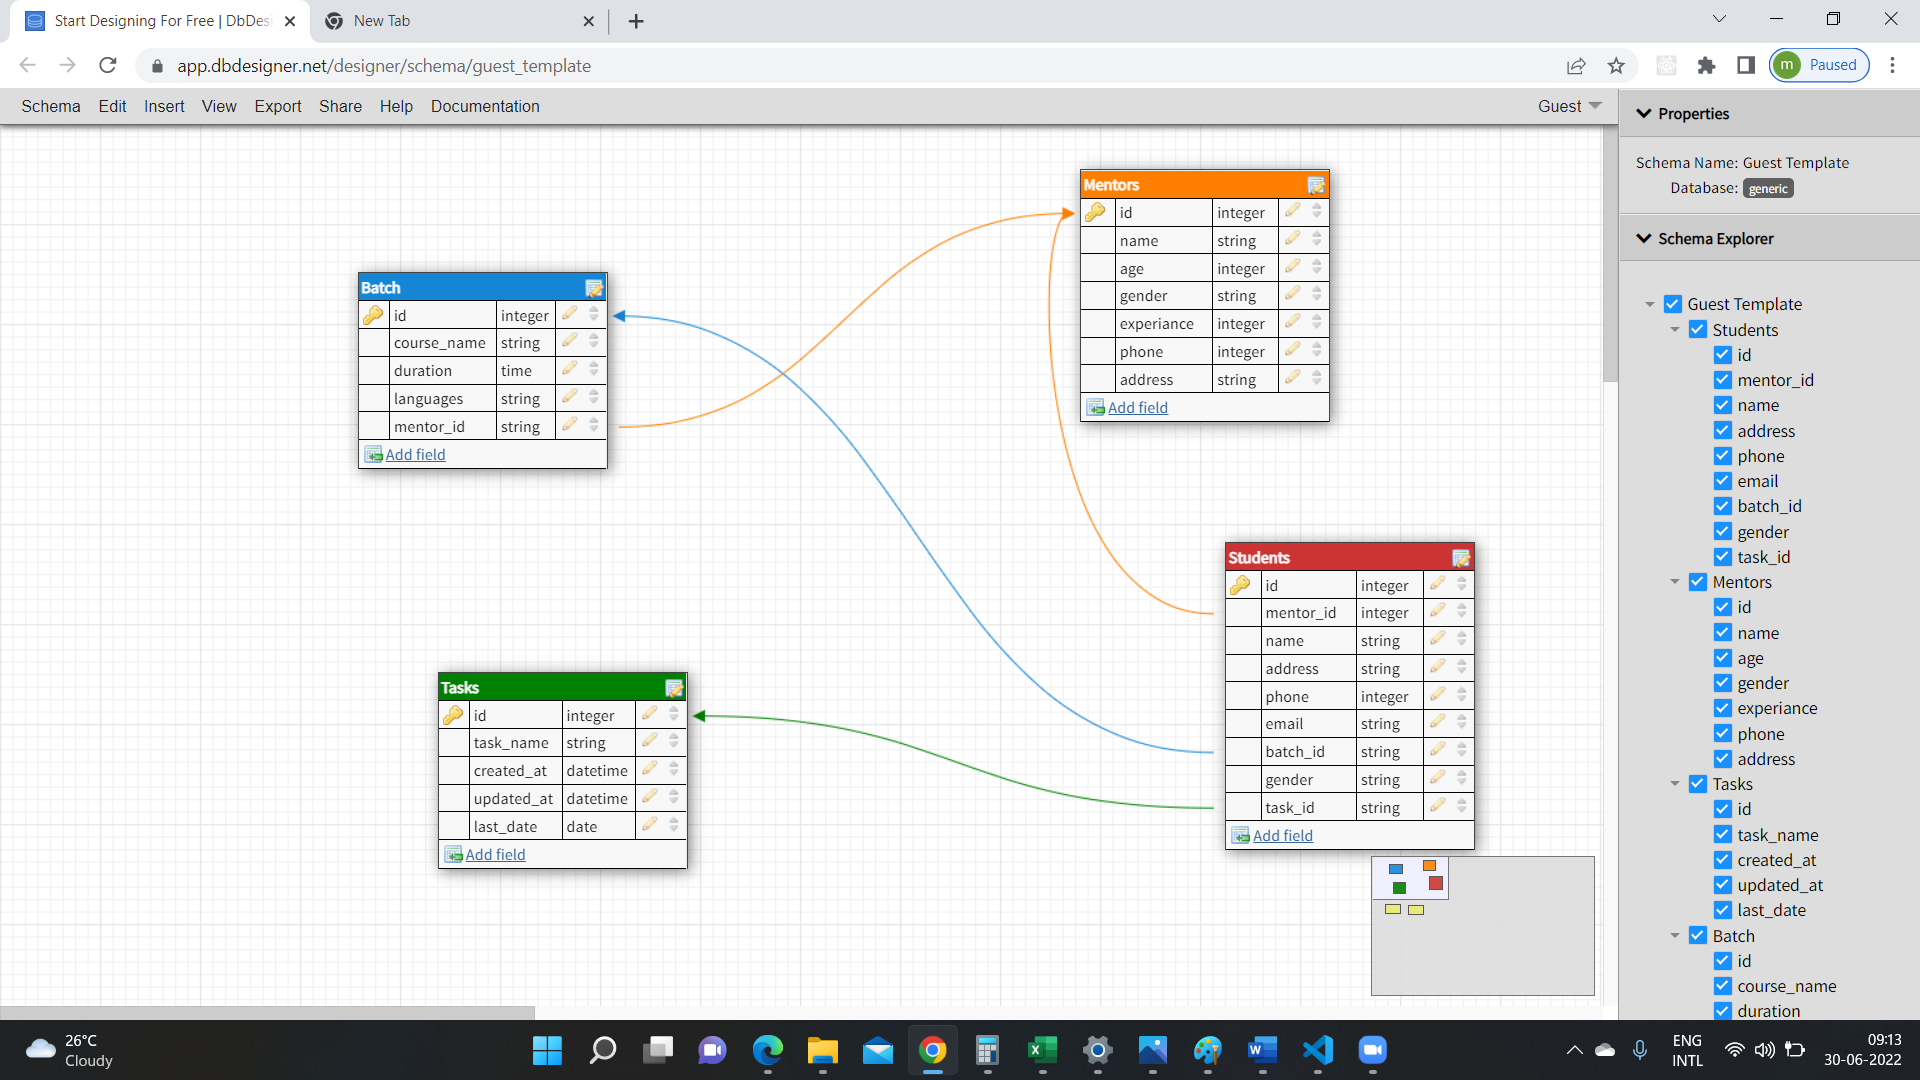 Start Designing For Free | DbDesi
New Tab
app.dbdesigner.net/designer/schema/guest_template
m Paused
Schema Edit Insert View Export Share Help Documentation
Guest
Batch
id integer
course_name string
duration time
languages string
mentor_id string
Add field
Mentors
id integer
name string
age integer
gender string
experiance integer
phone integer
address string
Add field
Tasks
id integer
task_name string
created_at datetime
updated_at datetime
last_date date
Add field
Students
id integer
mentor_id integer
name string
address string
phone integer
email string
batch_id string
gender string
task_id string
Add field
Properties
Schema Name: Guest Template
Database: generic
Schema Explorer
Guest Template
Students
id
mentor_id
name
address
phone
email
batch_id
gender
task_id
Mentors
id
name
age
gender
experiance
phone
address
Tasks
id
task_name
created_at
updated_at
last_date
Batch
id
course_name
duration
26°C
Cloudy
ENG
INTL
09:13
30-06-2022